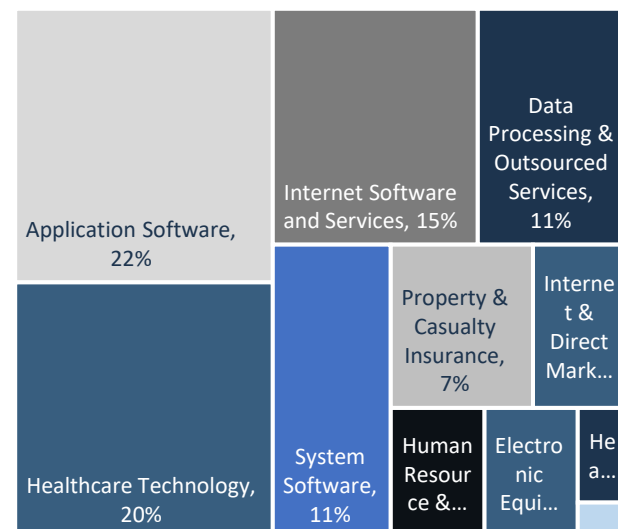 Application Software,
22%
Healthcare Technology,
20%
Internet Software
and Services, 15%
Data
Processing &
Outsourced
Services,
11%
System
Software,
11%
Property &
Casualty
Insurance,
7%
Interne
t &
Direct
Mark...
Human
Resour
ce &...
Electro
nic
Equi...
He
a...